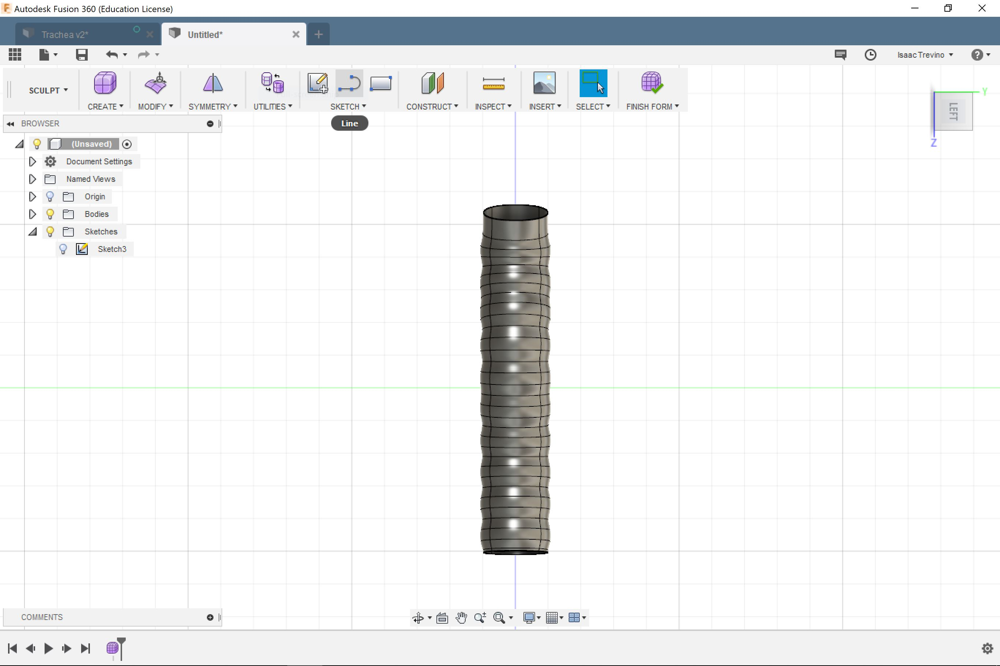 Autodesk Fusion 360 (Education License)
Trachea v2*
Untitled*
Isaac Trevino
SCULPT
CREATE
MODIFY
SYMMETRY
UTILITIES
SKETCH
CONSTRUCT
INSPECT
INSERT
SELECT
FINISH FORM
Line
BROWSER
(Unsaved)
Document Settings
Named Views
Origin
Bodies
Sketches
Sketch3
Y
LEFT
Z
COMMENTS